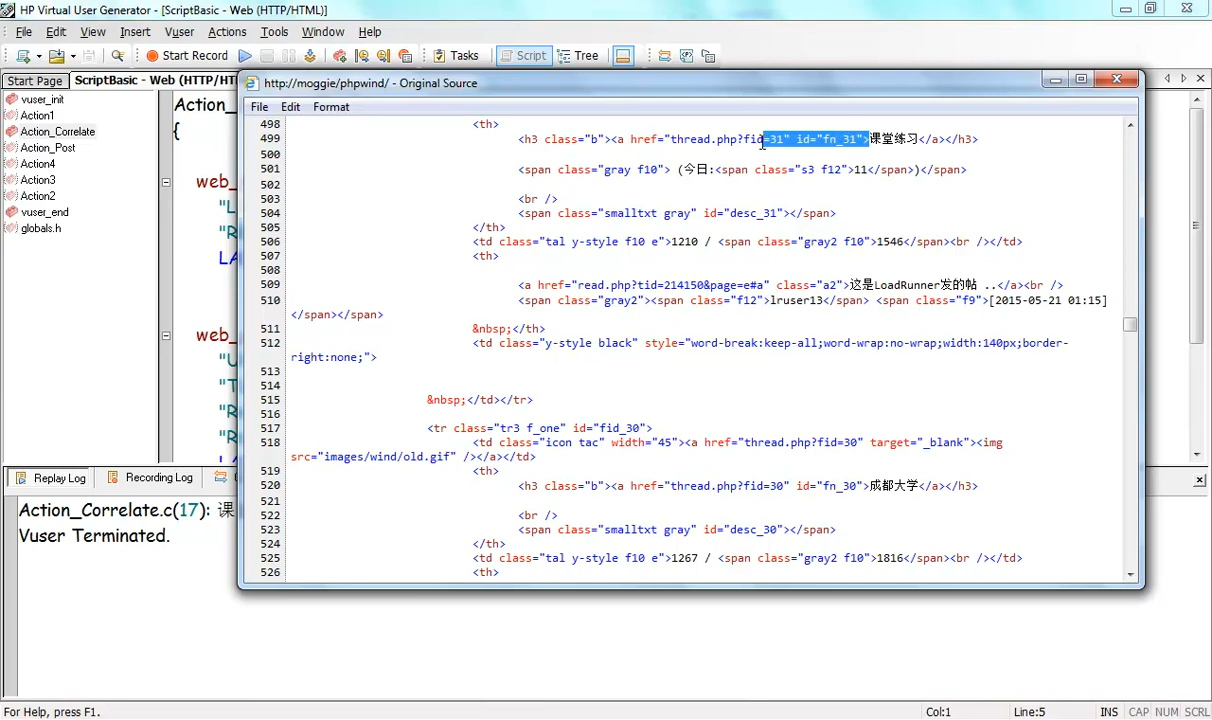 HP Virtual User Generator - [ScriptBasic - Web (HTTP/HTML)]
File Edit View Insert Vuser Actions Tools Window Help
Start Record Tasks Script Tree
Start Page ScriptBasic - Web (HTTP/HT
http://moggie/phpwind/ - Original Source
File Edit Format
vuser_init
Action1
Action_Correlate
Action_Post
Action4
Action3
Action2
vuser_end
globals.h
Action_
{
web_
"L
"R
LA
web_
"U
"T
"R
"R
498 <th>
499 <h3 class="b"><a href="thread.php?fid=31" id="fn_31">课堂练习</a></h3>
500
501 <span class="gray f10"> (今日:<span class="s3 f12">11</span>)</span>
502
503 <br />
504 <span class="smalltxt gray" id="desc_31"></span>
505 </th>
506 <td class="tal y-style f10 e">1210 / <span class="gray2 f10">1546</span><br /></td>
507 <th>
508
509 <a href="read.php?tid=214150&page=e#a" class="a2">这是LoadRunner发的帖 ..</a><br />
510 <span class="gray2"><span class="f12">lruser13</span> <span class="f9">[2015-05-21 01:15]
</span></span>
511 &nbsp;</th>
512 <td class="y-style black" style="word-break:keep-all;word-wrap:no-wrap;width:140px;border-
right:none;">
513
514
515 &nbsp;</td></tr>
516
517 <tr class="tr3 f_one" id="fid_30">
518 <td class="icon tac" width="45"><a href="thread.php?fid=30" target="_blank"><img
src="images/wind/old.gif" /></a></td>
519 <th>
520 <h3 class="b"><a href="thread.php?fid=30" id="fn_30">成都大学</a></h3>
521
522 <br />
523 <span class="smalltxt gray" id="desc_30"></span>
524 </th>
525 <td class="tal y-style f10 e">1267 / <span class="gray2 f10">1816</span><br /></td>
526 <th>
Replay Log Recording Log
Action_Correlate.c(17): 课
Vuser Terminated.
For Help, press F1. Col:1 Line:5 INS CAP NUM SCRL